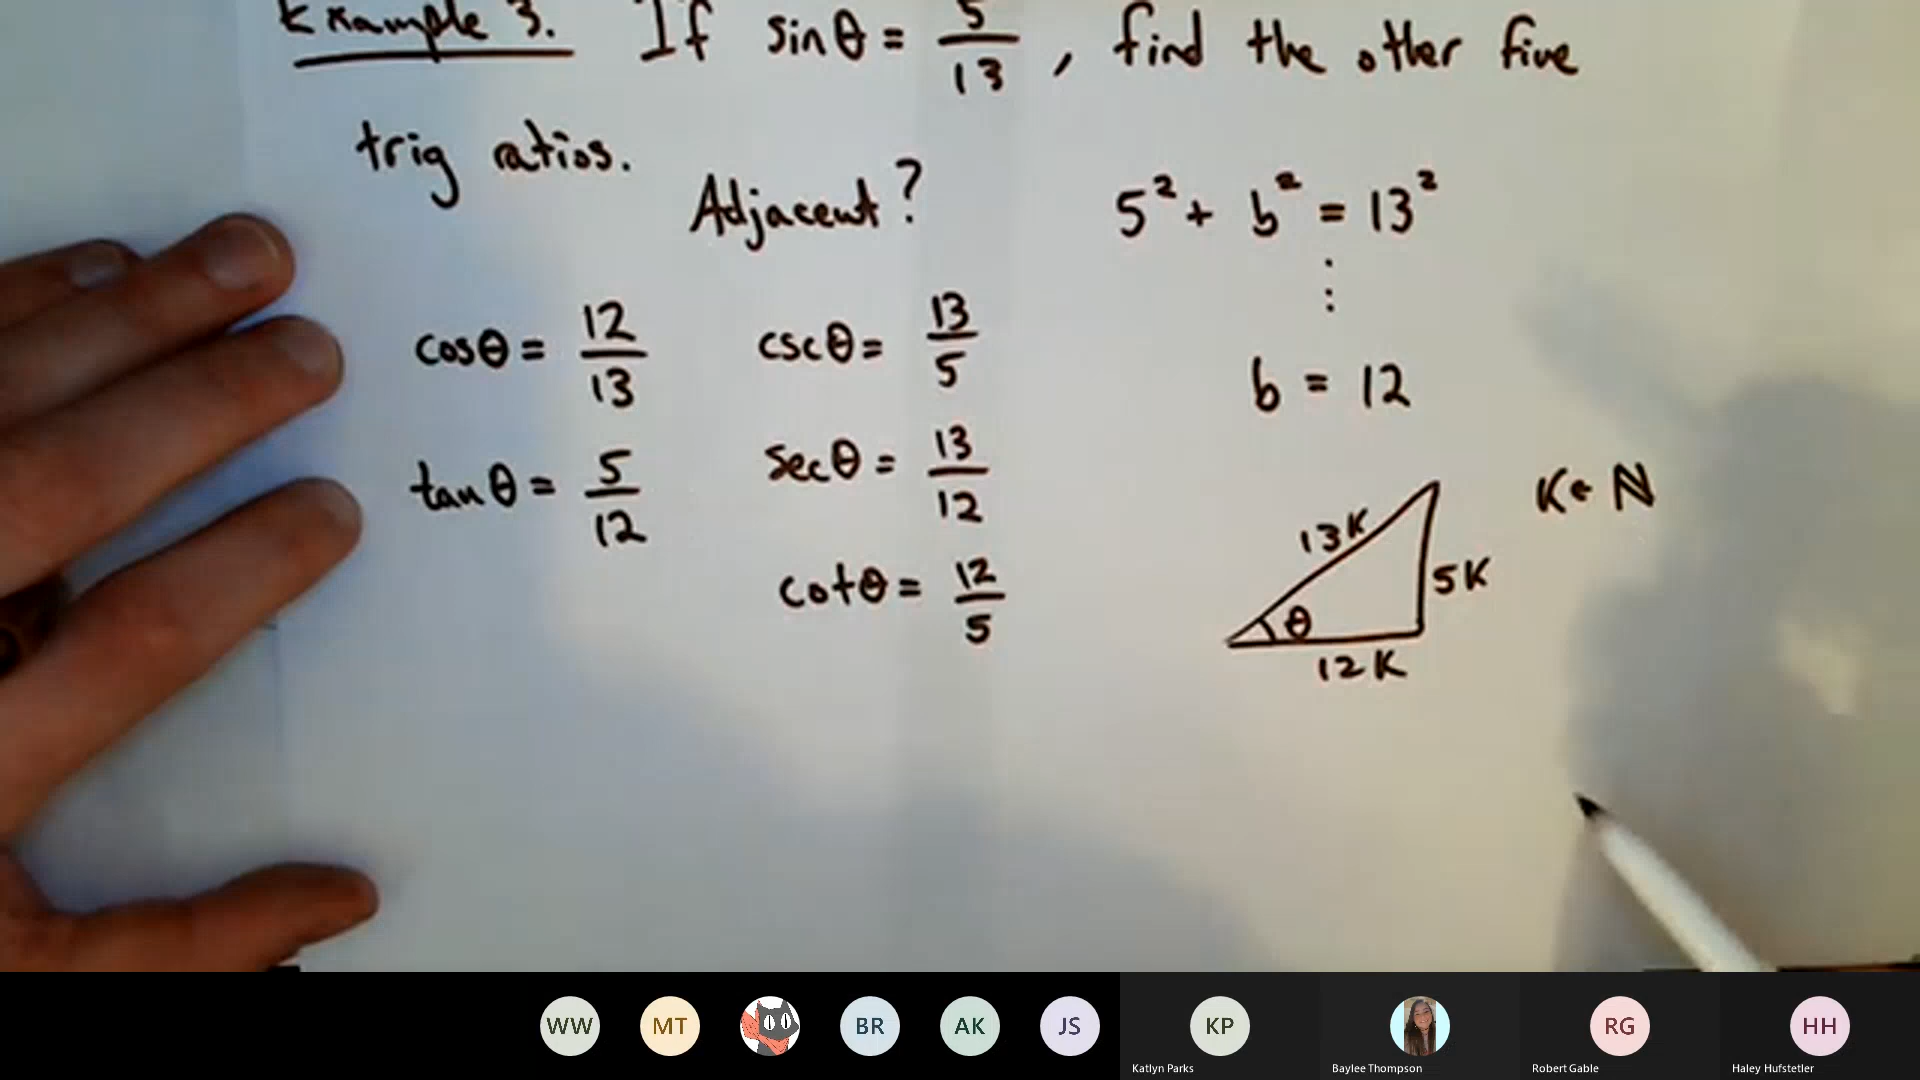 Example 3. If sinθ = 5/13, find the other five
trig ratios.
Adjacent?
5² + b² = 13²
⋮
b = 12
cosθ = 12/13
cscθ = 13/5
tanθ = 5/12
secθ = 13/12
cotθ = 12/5
13K
5K
12K
θ
K∈ ℕ
WW
MT
BR
AK
JS
KP
RG
HH
Katlyn Parks
Baylee Thompson
Robert Gable
Haley Hufstetler